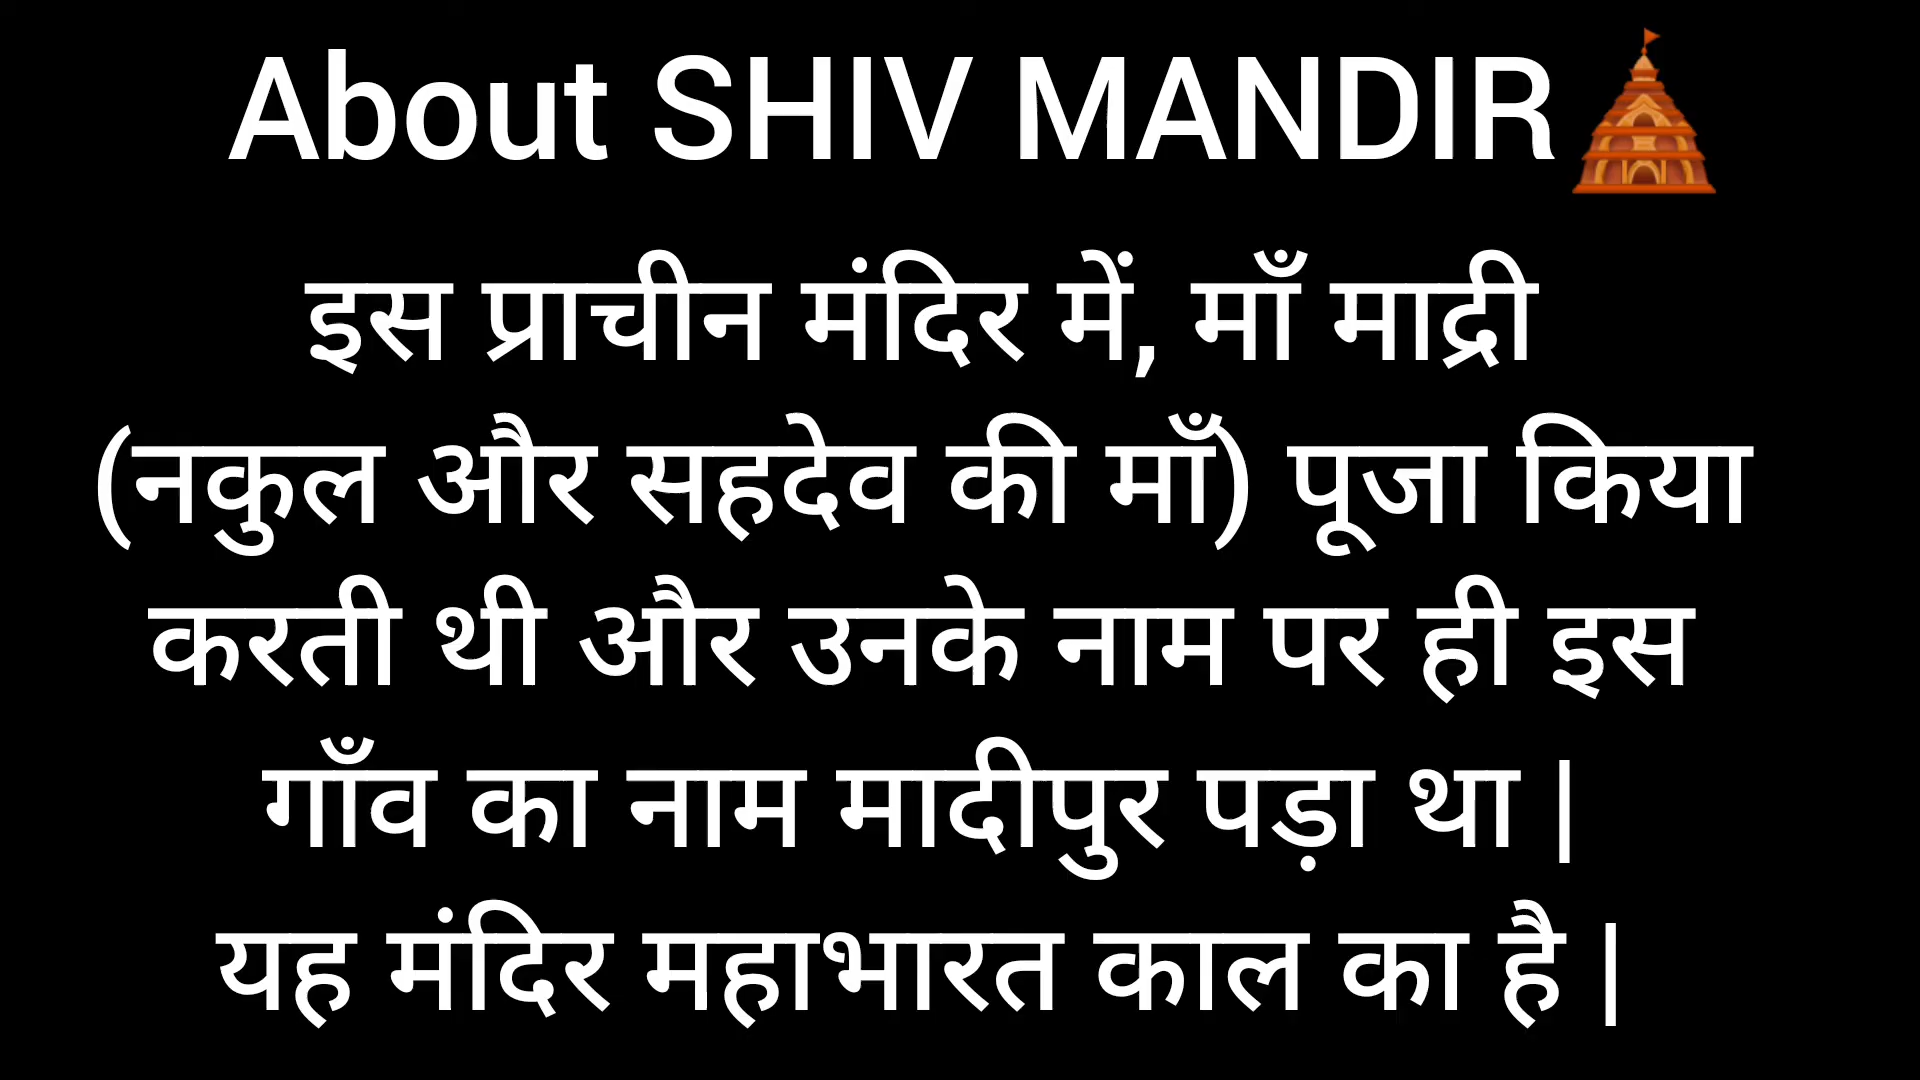 About SHIV MANDIR
इस प्राचीन मंदिर में, माँ माद्री
(नकुल और सहदेव की माँ) पूजा किया
करती थी और उनके नाम पर ही इस
गाँव का नाम मादीपुर पड़ा था |
यह मंदिर महाभारत काल का है |